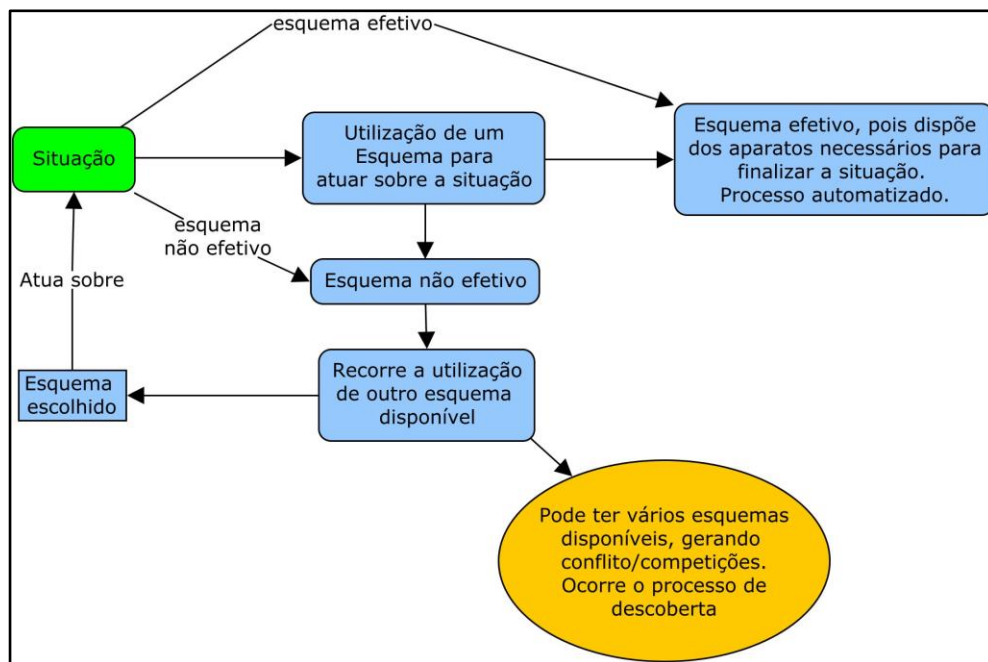 esquema efetivo
Situação
Utilização de um
Esquema para
atuar sobre a situação
Esquema efetivo, pois dispõe
dos aparatos necessários para
finalizar a situação.
Processo automatizado.
esquema
não efetivo
Atua sobre
Esquema não efetivo
Esquema
escolhido
Recorre a utilização
de outro esquema
disponível
Pode ter vários esquemas
disponíveis, gerando
conflito/competições.
Ocorre o processo de
descoberta